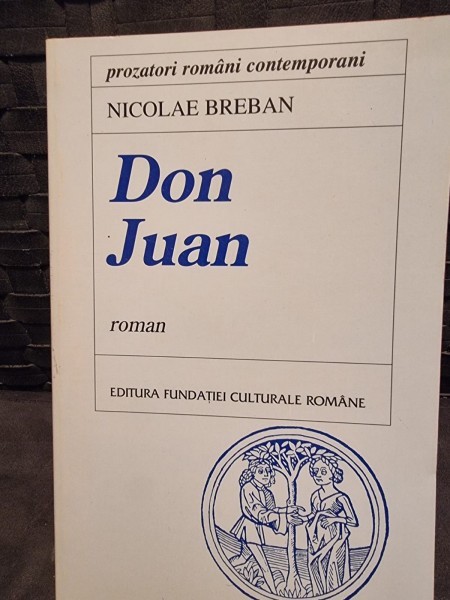 prozatori români contemporani
NICOLAE BREBAN
Don
Juan
roman
EDITURA FUNDAȚIEI CULTURALE ROMÂNE